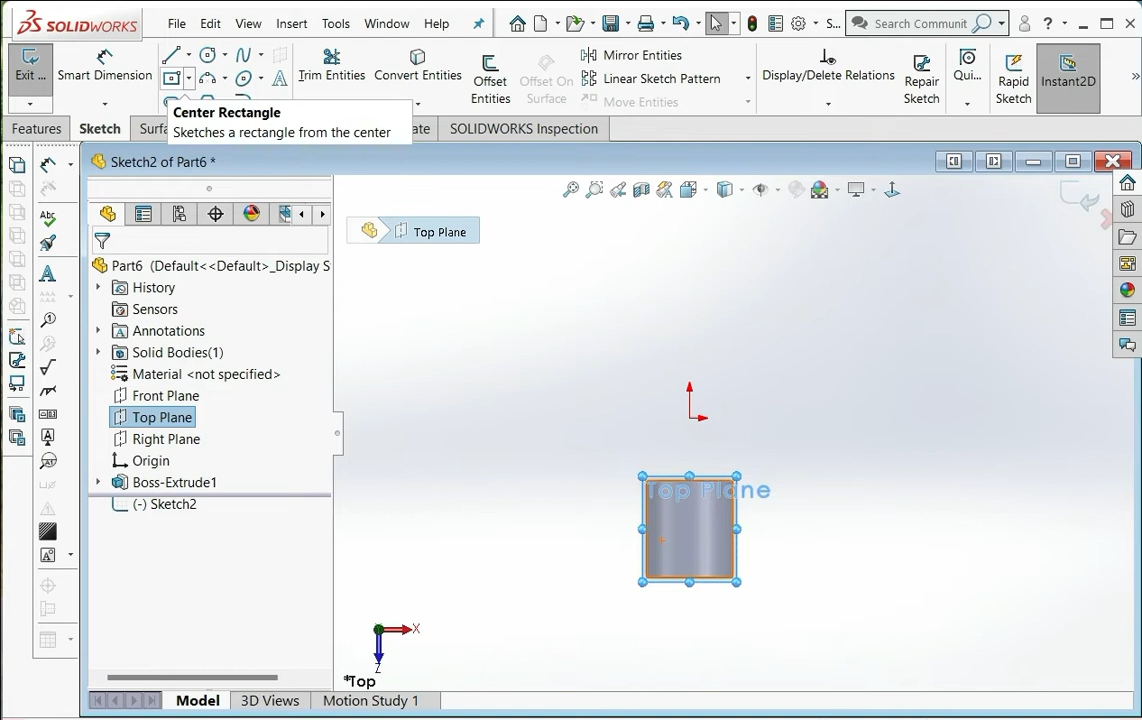 SOLIDWORKS
File Edit View Insert Tools Window Help
S...
Search Communit
?
Exit ...
Smart Dimension
Trim Entities
Convert Entities
Offset Entities
Offset On Surface
Mirror Entities
Linear Sketch Pattern
Move Entities
Display/Delete Relations
Repair Sketch
Qui...
Rapid Sketch
Instant2D
Center Rectangle
Sketches a rectangle from the center
Features
Sketch
Surfa
ate
SOLIDWORKS Inspection
Sketch2 of Part6 *
Top Plane
Part6 (Default<<Default>_Display S
History
Sensors
Annotations
Solid Bodies(1)
Material <not specified>
Front Plane
Top Plane
Right Plane
Origin
Boss-Extrude1
(-) Sketch2
Top Plane
X
Z
*Top
Model
3D Views
Motion Study 1